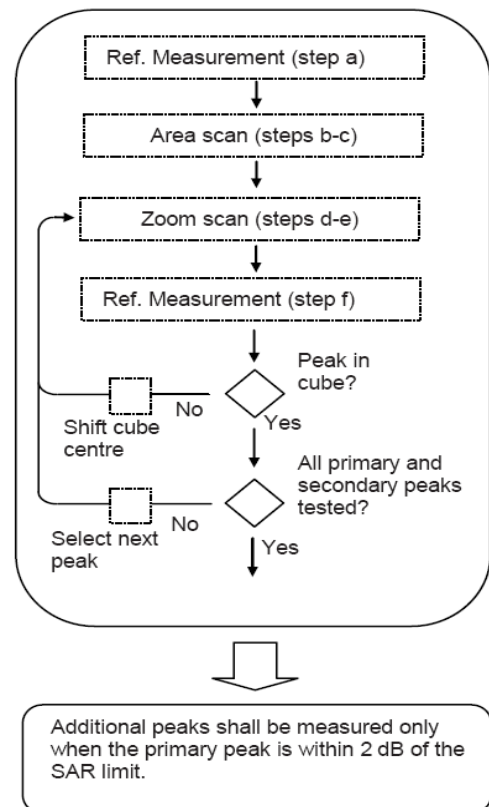 Ref. Measurement (step a)
Area scan (steps b-c)
Zoom scan (steps d-e)
Ref. Measurement (step f)
Peak in
cube?
No
Yes
Shift cube
centre
All primary and
secondary peaks
tested?
No
Yes
Select next
peak
Additional peaks shall be measured only
when the primary peak is within 2 dB of the
SAR limit.